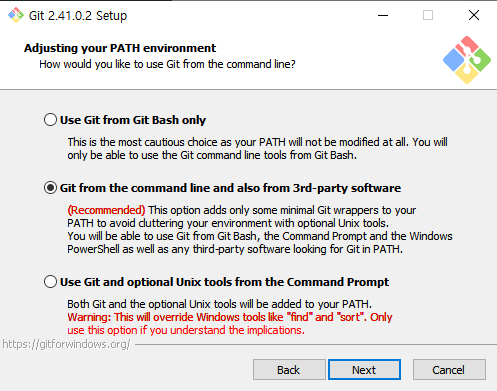 Git 2.41.0.2 Setup
Adjusting your PATH environment
How would you like to use Git from the command line?
Use Git from Git Bash only
This is the most cautious choice as your PATH will not be modified at all. You will
only be able to use the Git command line tools from Git Bash.
Git from the command line and also from 3rd-party software
(Recommended) This option adds only some minimal Git wrappers to your
PATH to avoid cluttering your environment with optional Unix tools.
You will be able to use Git from Git Bash, the Command Prompt and the Windows
PowerShell as well as any third-party software looking for Git in PATH.
Use Git and optional Unix tools from the Command Prompt
Both Git and the optional Unix tools will be added to your PATH.
Warning: This will override Windows tools like "find" and "sort". Only
use this option if you understand the implications.
https://gitforwindows.org/
Back Next Cancel